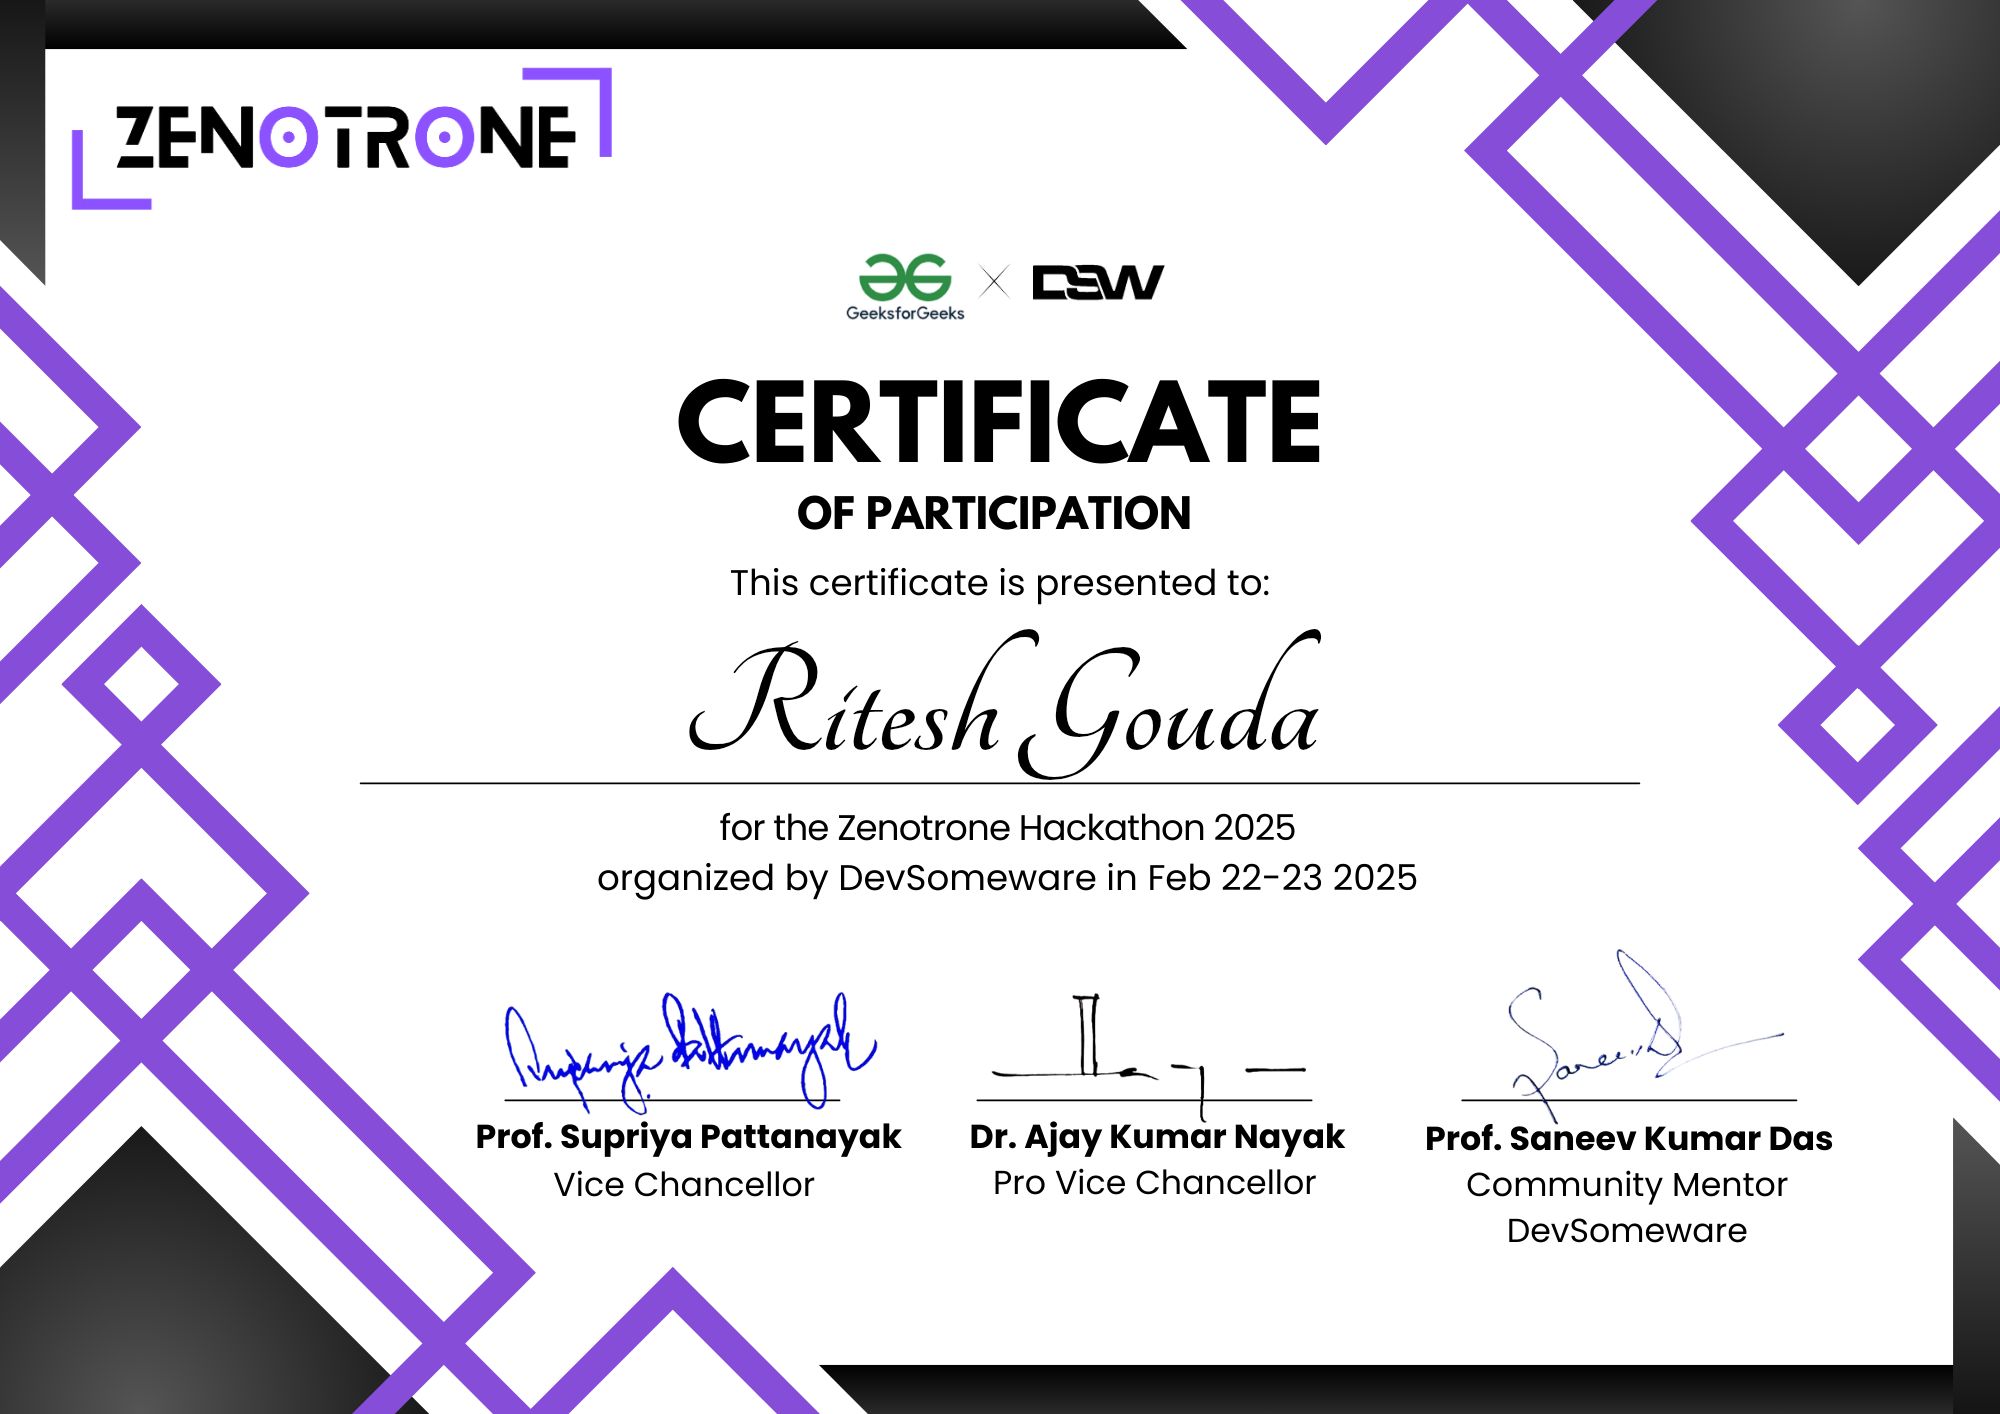 ZENOTRONE
GeeksforGeeks
DSW
CERTIFICATE
OF PARTICIPATION
This certificate is presented to:
Ritesh Gouda
for the Zenotrone Hackathon 2025
organized by DevSomeware in Feb 22-23 2025
Prof. Supriya Pattanayak
Vice Chancellor
Dr. Ajay Kumar Nayak
Pro Vice Chancellor
Prof. Saneev Kumar Das
Community Mentor
DevSomeware